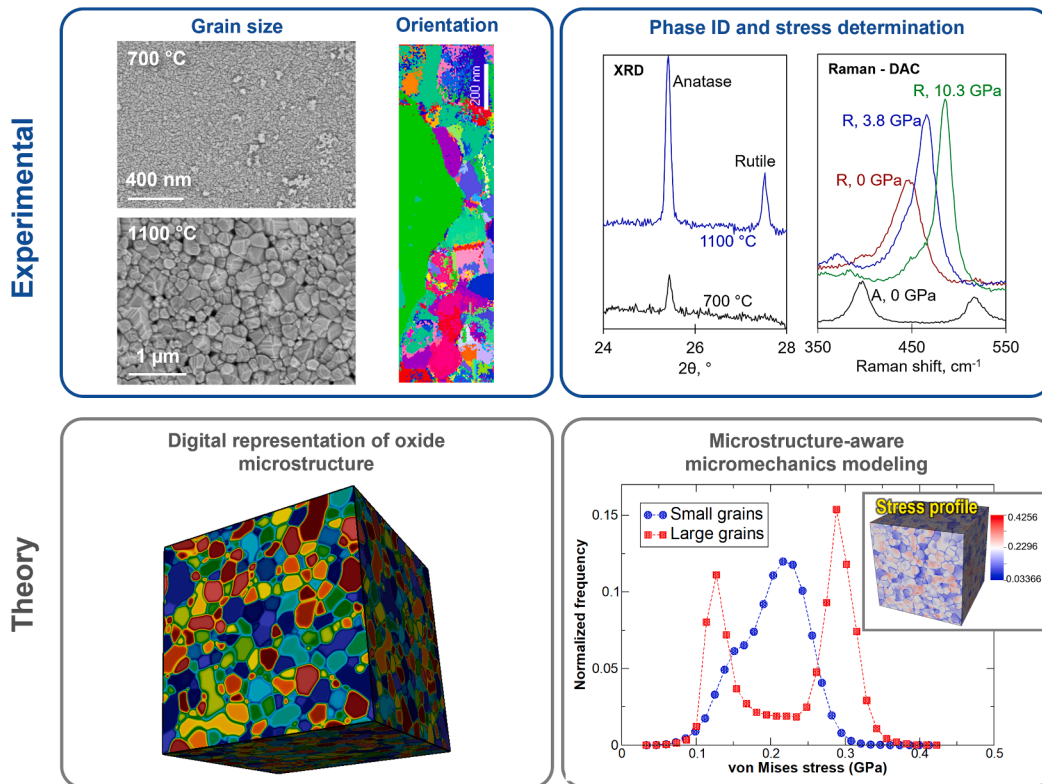 Experimental
Grain size
700 °C
400 nm
1100 °C
1 µm
Orientation
200 nm
Phase ID and stress determination
XRD
Anatase
Rutile
1100 °C
700 °C
24
26
28
2θ, °
Raman - DAC
R, 10.3 GPa
R, 3.8 GPa
R, 0 GPa
A, 0 GPa
350
450
550
Raman shift, cm⁻¹
Theory
Digital representation of oxide
microstructure
Microstructure-aware
micromechanics modeling
Normalized frequency
0.15
0.1
0.05
0
Small grains
Large grains
Stress profile
0.4256
0.2296
0.03366
0
0.1
0.2
0.3
0.4
0.5
von Mises stress (GPa)